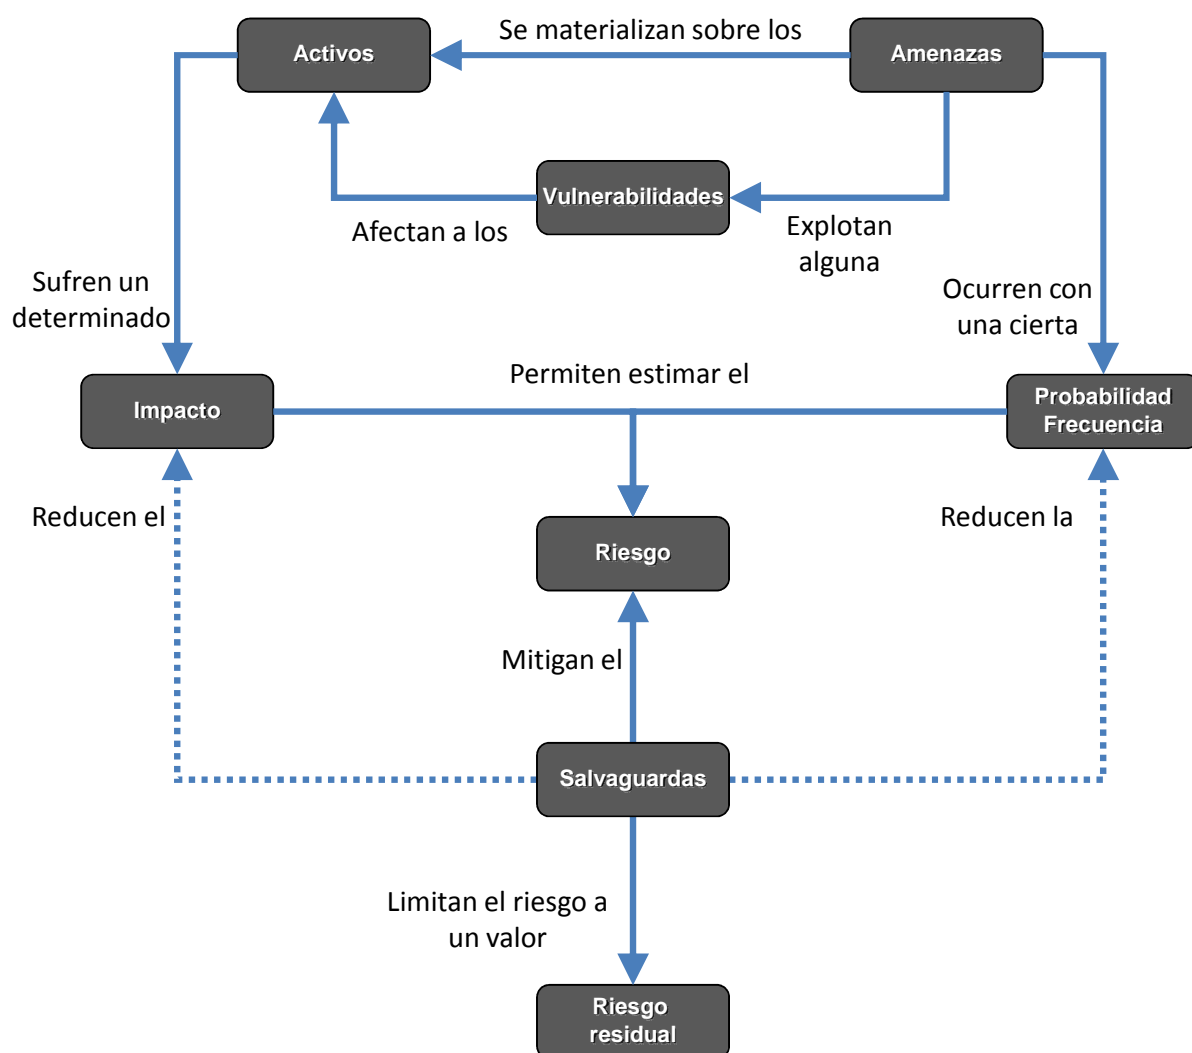 Se materializan sobre los
Activos
Amenazas
Vulnerabilidades
Afectan a los
Explotan
alguna
Sufren un
determinado
Ocurren con
una cierta
Permiten estimar el
Impacto
Probabilidad
Frecuencia
Reducen el
Reducen la
Riesgo
Mitigan el
Salvaguardas
Limitan el riesgo a
un valor
Riesgo
residual